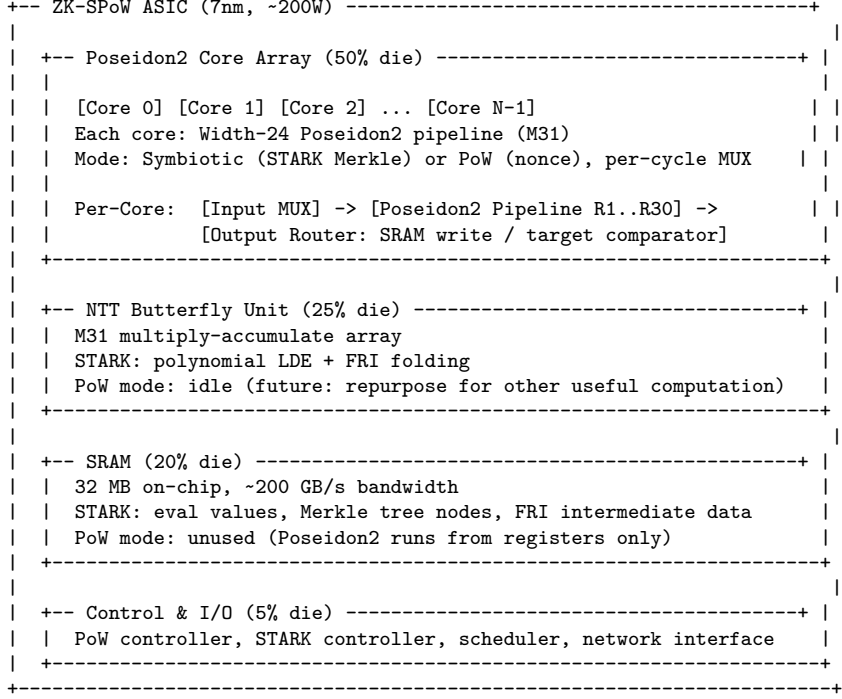 +-- ZK-SPoW ASIC (7nm, ~200W) -----------------------------------------+
| |
| +-- Poseidon2 Core Array (50% die) --------------------------------+ |
| | |
| | [Core 0] [Core 1] [Core 2] ... [Core N-1] | |
| | Each core: Width-24 Poseidon2 pipeline (M31) | |
| | Mode: Symbiotic (STARK Merkle) or PoW (nonce), per-cycle MUX | |
| | |
| | Per-Core: [Input MUX] -> [Poseidon2 Pipeline R1..R30] -> | |
| | [Output Router: SRAM write / target comparator] |
| +--------------------------------------------------------------------+
| |
| +-- NTT Butterfly Unit (25% die) ----------------------------------+ |
| | M31 multiply-accumulate array |
| | STARK: polynomial LDE + FRI folding |
| | PoW mode: idle (future: repurpose for other useful computation) |
| +--------------------------------------------------------------------+
| |
| +-- SRAM (20% die) ------------------------------------------------+ |
| | 32 MB on-chip, ~200 GB/s bandwidth |
| | STARK: eval values, Merkle tree nodes, FRI intermediate data |
| | PoW mode: unused (Poseidon2 runs from registers only) |
| +--------------------------------------------------------------------+
| |
| +-- Control & I/O (5% die) ----------------------------------------+ |
| | PoW controller, STARK controller, scheduler, network interface |
| +--------------------------------------------------------------------+
+-----------------------------------------------------------------------+